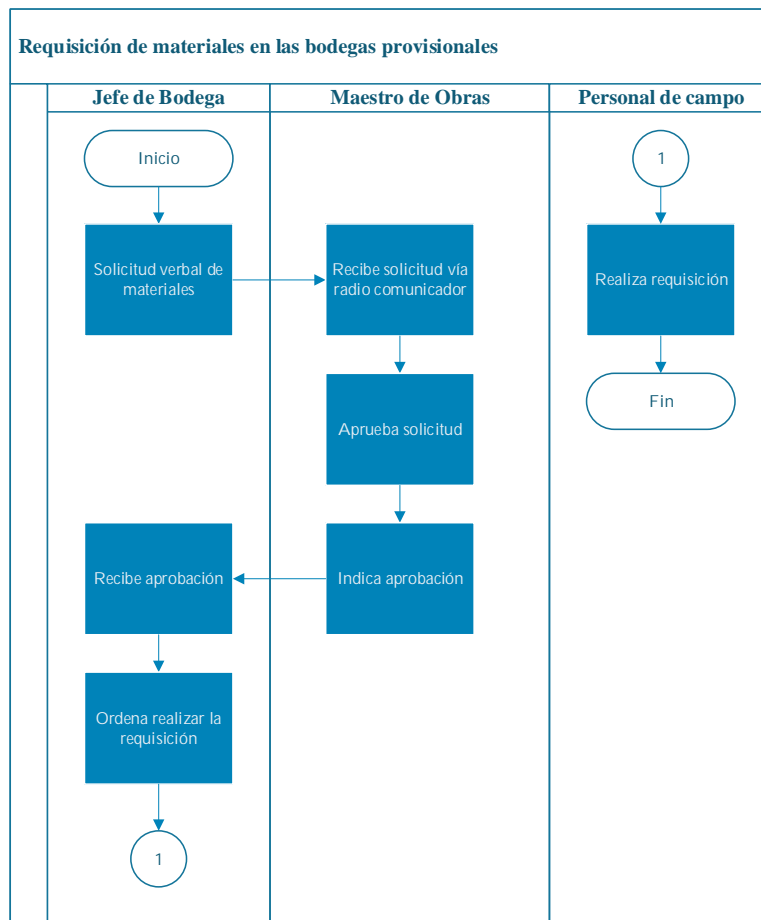 Requisición de materiales en las bodegas provisionales
Jefe de Bodega
Maestro de Obras
Personal de campo
Inicio
1
Solicitud verbal de
materiales
Recibe solicitud vía
radio comunicador
Realiza requisición
Aprueba solicitud
Fin
Recibe aprobación
Indica aprobación
Ordena realizar la
requisición
1